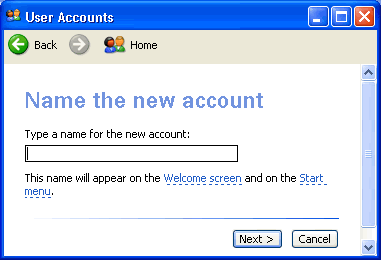 User Accounts
Back Home
Name the new account
Type a name for the new account:
This name will appear on the Welcome screen and on the Start
menu.
Next > Cancel